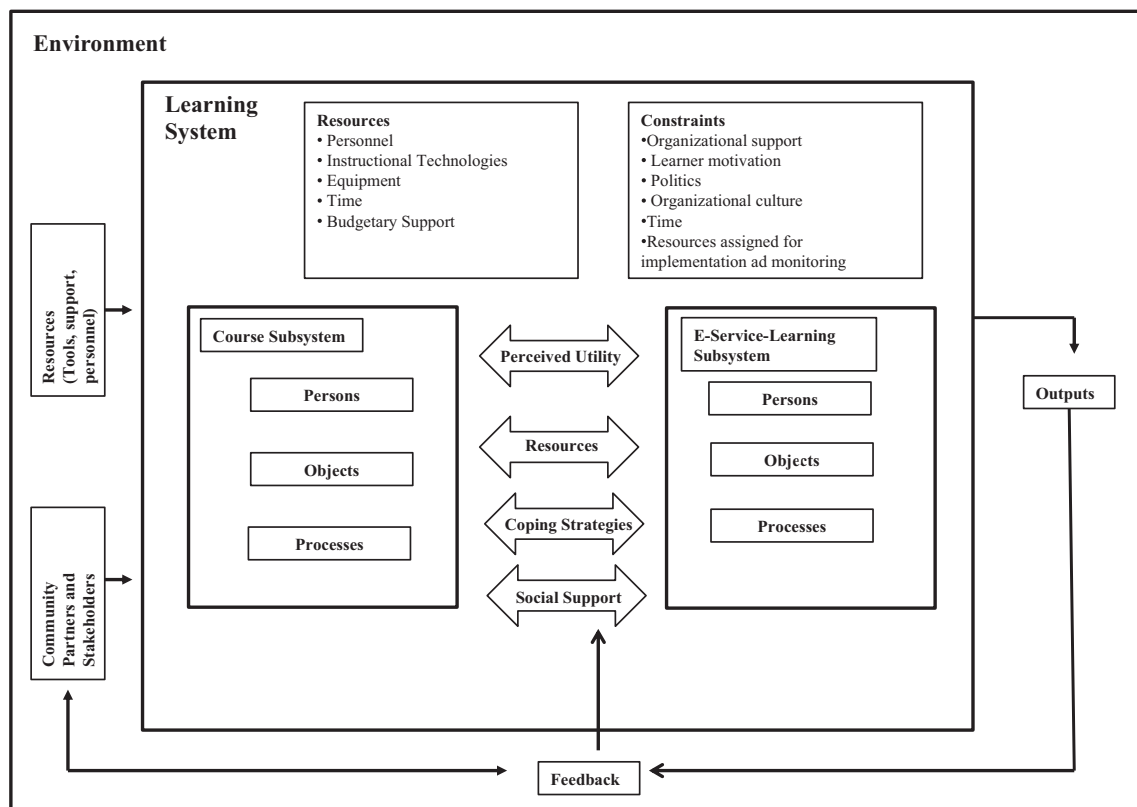 Environment
Learning
System
Resources
• Personnel
• Instructional Technologies
• Equipment
• Time
• Budgetary Support
Constraints
•Organizational support
• Learner motivation
• Politics
• Organizational culture
•Time
•Resources assigned for
implementation ad monitoring
Resources
(Tools, support,
personnel)
Course Subsystem
Persons
Objects
Processes
Perceived Utility
Resources
Coping Strategies
Social Support
E-Service-Learning
Subsystem
Persons
Objects
Processes
Outputs
Community
Partners and
Stakeholders
Feedback